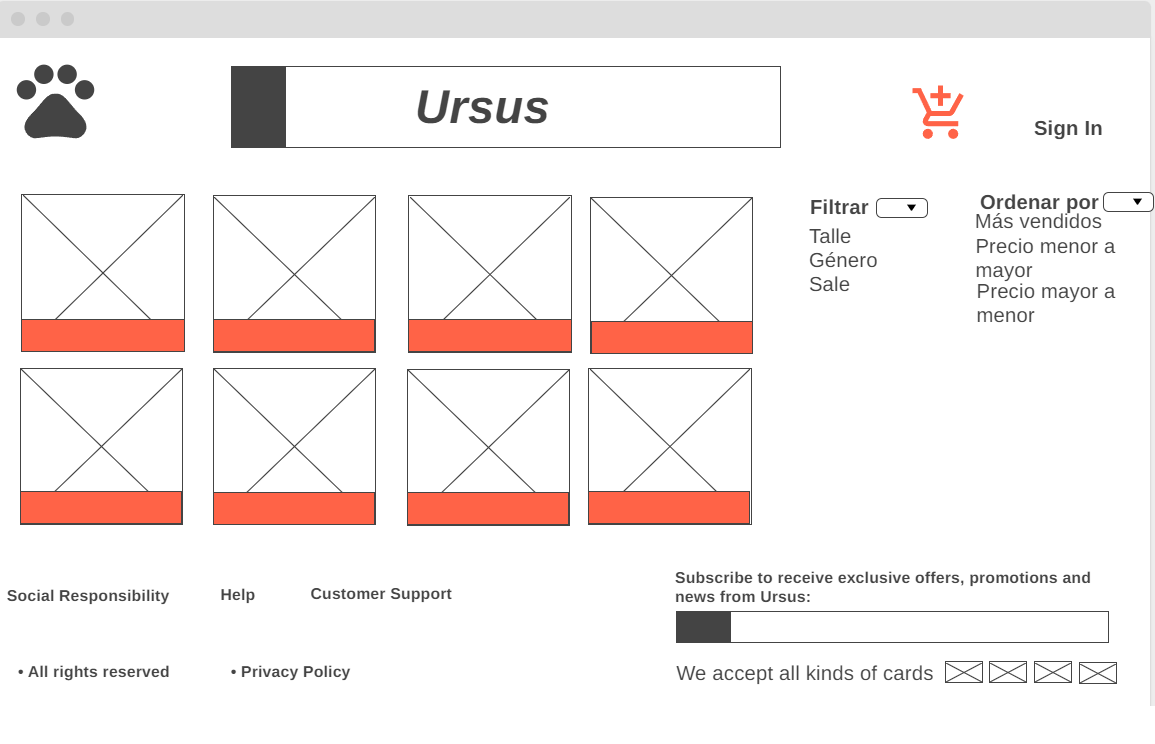 Ursus
Sign In
Filtrar
Talle
Género
Sale
Ordenar por
Más vendidos
Precio menor a
mayor
Precio mayor a
menor
Social Responsibility
Help
Customer Support
Subscribe to receive exclusive offers, promotions and
news from Ursus:
• All rights reserved
• Privacy Policy
We accept all kinds of cards